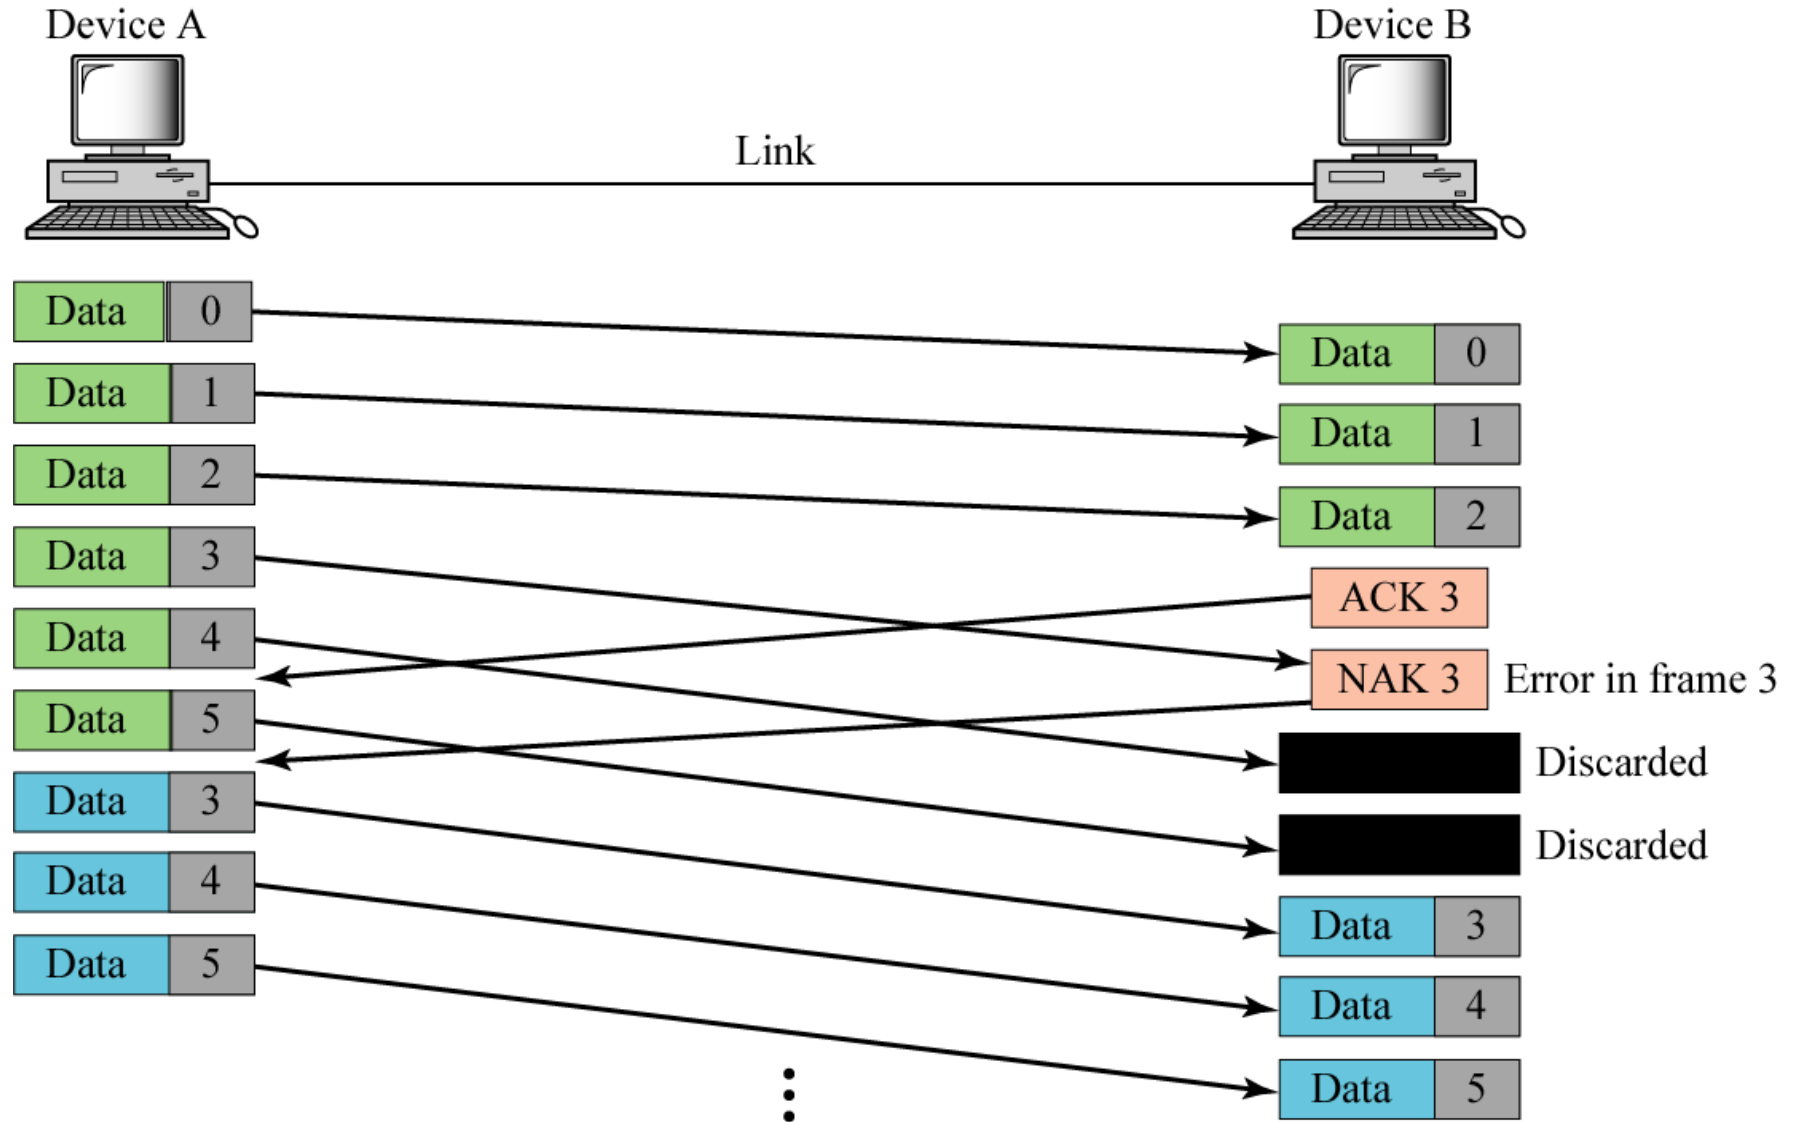 Device A
Device B
Link
Data 0
Data 0
Data 1
Data 1
Data 2
Data 2
Data 3
ACK 3
Data 4
NAK 3 Error in frame 3
Data 5
Discarded
Data 3
Discarded
Data 4
Data 3
Data 5
Data 4
Data 5